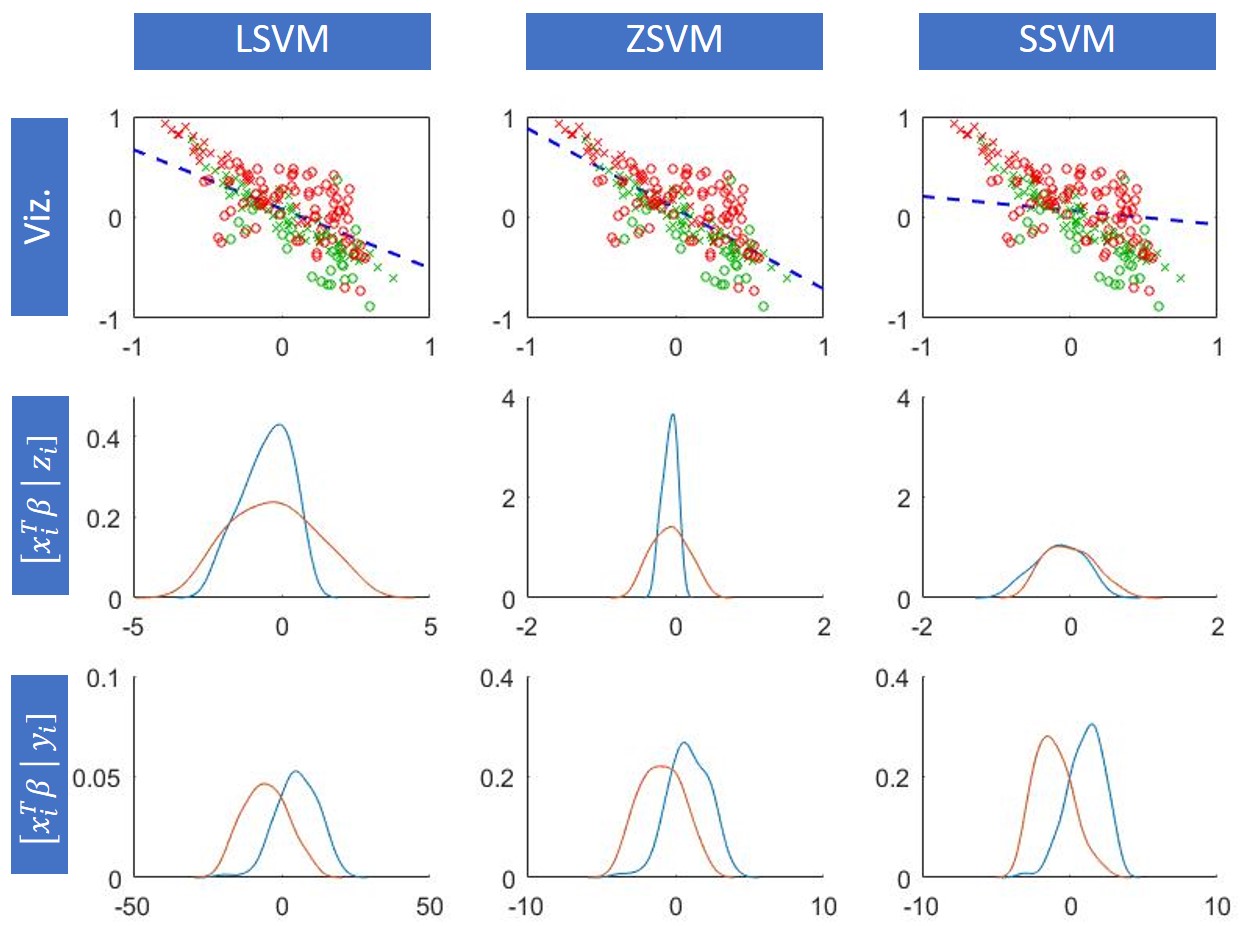 LSVM ZSVM SSVM
Viz.
1 1 1
0 0 0
-1 -1 -1
-1 0 1 -1 0 1 -1 0 1
[x_i^T β | z_i]
0.4 4 4
0.2 2 2
0 0 0
-5 0 5 -2 0 2 -2 0 2
[x_i^T β | y_i]
0.1 0.4 0.4
0.05 0.2 0.2
0 0 0
-50 0 50 -10 0 10 -10 0 10